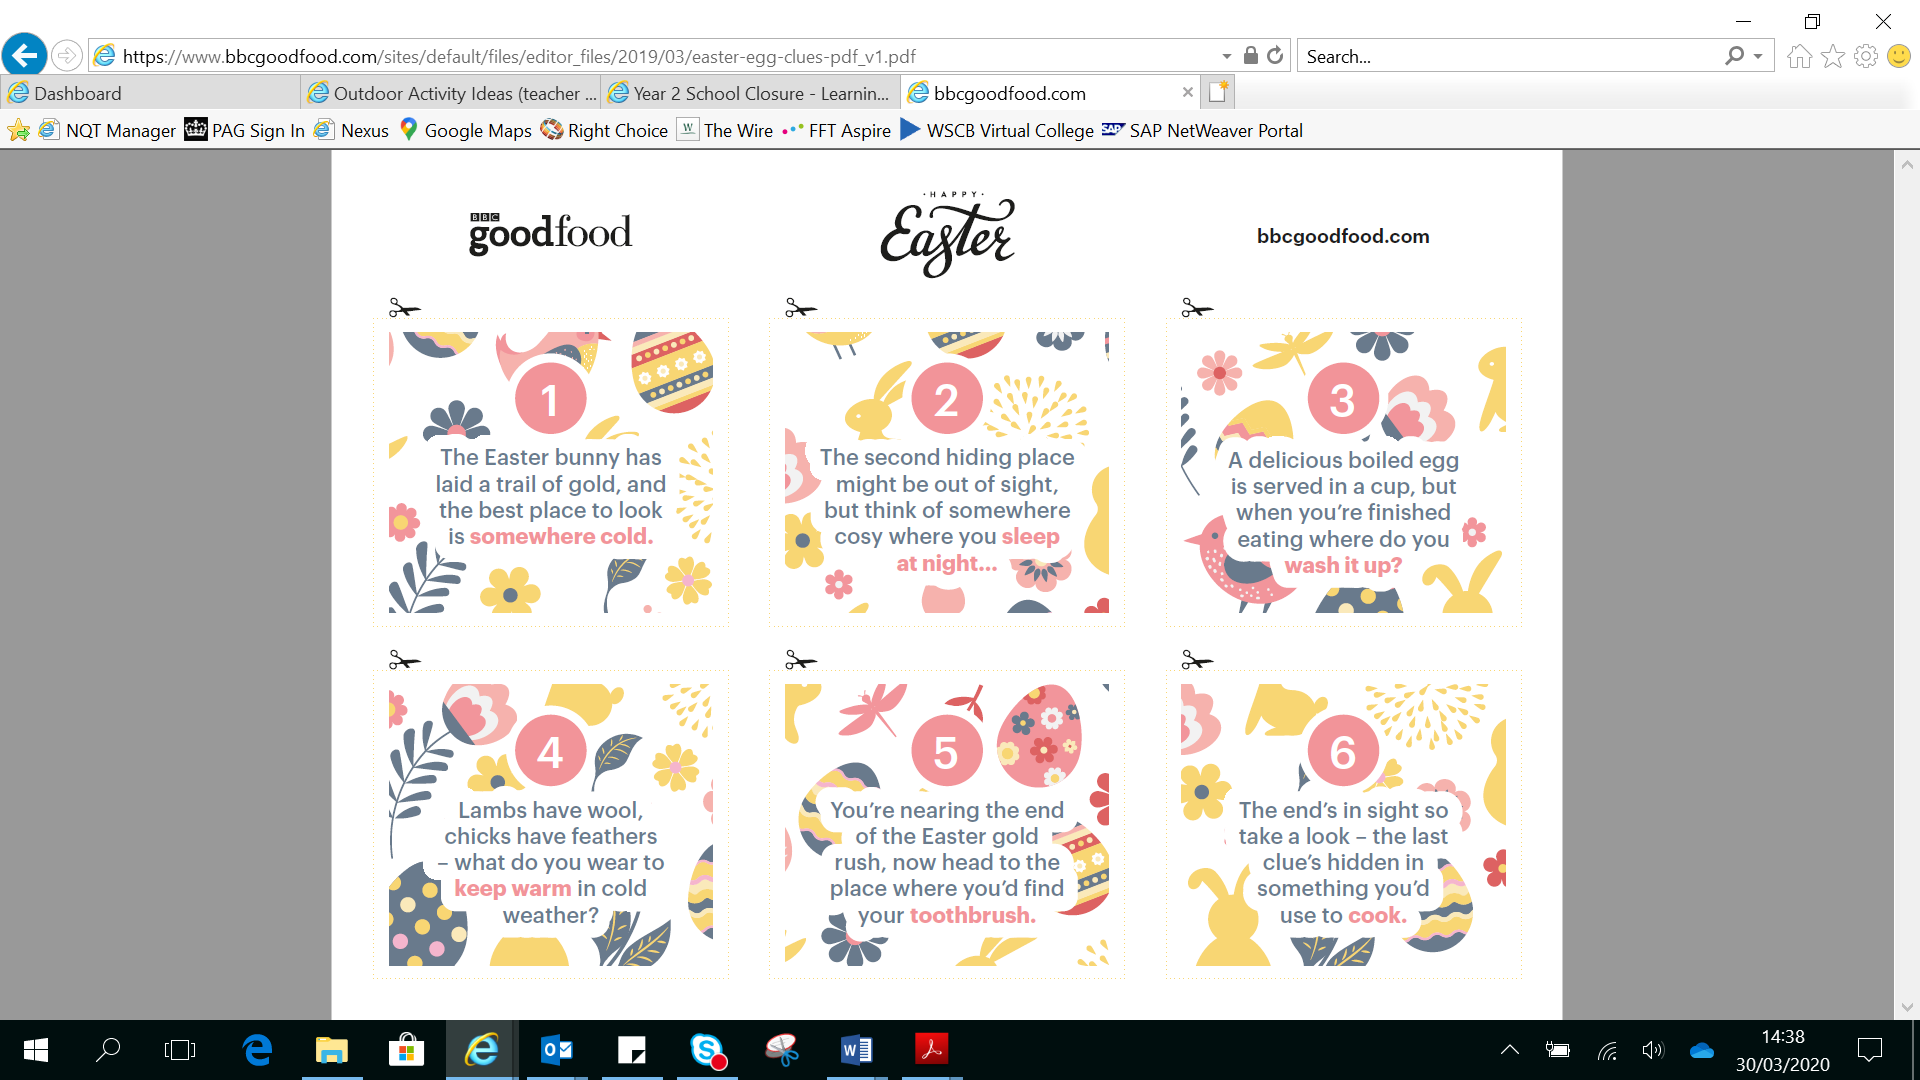 https://www.bbcgoodfood.com/sites/default/files/editor_files/2019/03/easter-egg-clues-pdf_v1.pdf
Search...
Dashboard
Outdoor Activity Ideas (teacher ...
Year 2 School Closure - Learnin...
bbcgoodfood.com
NQT Manager
PAG Sign In
Nexus
Google Maps
Right Choice
W The Wire
FFT Aspire
WSCB Virtual College
SAP SAP NetWeaver Portal
BBC
goodfood
·HAPPY·
Easter
bbcgoodfood.com
1
The Easter bunny has
laid a trail of gold, and
the best place to look
is somewhere cold.
2
The second hiding place
might be out of sight,
but think of somewhere
cosy where you sleep
at night...
3
A delicious boiled egg
is served in a cup, but
when you’re finished
eating where do you
wash it up?
4
Lambs have wool,
chicks have feathers
– what do you wear to
keep warm in cold
weather?
5
You’re nearing the end
of the Easter gold
rush, now head to the
place where you’d find
your toothbrush.
6
The end’s in sight so
take a look – the last
clue’s hidden in
something you’d
use to cook.
14:38
30/03/2020